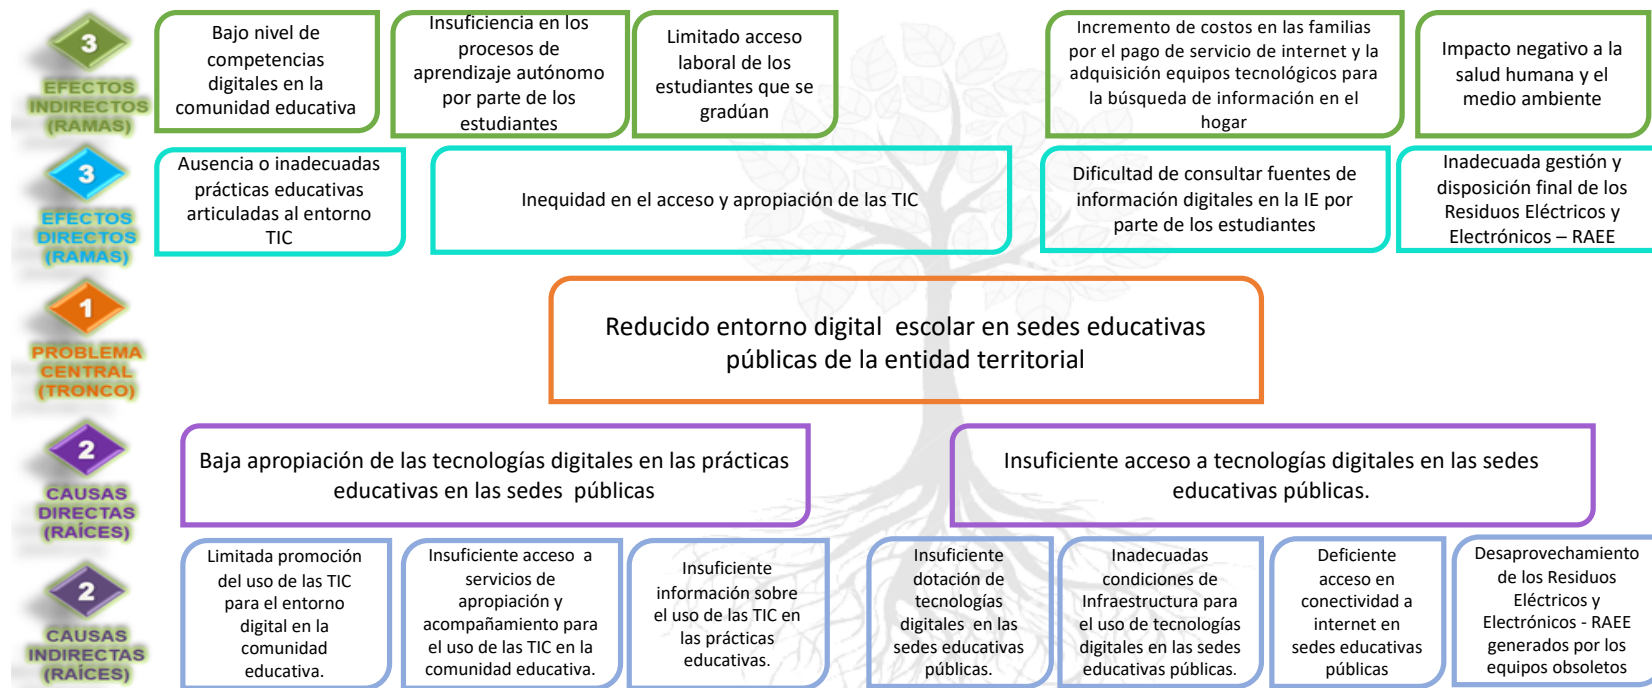 3
EFECTOS
INDIRECTOS
(RAMAS)
Bajo nivel de
competencias
digitales en la
comunidad educativa
Insuficiencia en los
procesos de
aprendizaje autónomo
por parte de los
estudiantes
Limitado acceso
laboral de los
estudiantes que se
gradúan
Incremento de costos en las familias
por el pago de servicio de internet y la
adquisición equipos tecnológicos para
la búsqueda de información en el
hogar
Impacto negativo a la
salud humana y el
medio ambiente
3
EFECTOS
DIRECTOS
(RAMAS)
Ausencia o inadecuadas
prácticas educativas
articuladas al entorno
TIC
Inequidad en el acceso y apropiación de las TIC
Dificultad de consultar fuentes de
información digitales en la IE por
parte de los estudiantes
Inadecuada gestión y
disposición final de los
Residuos Eléctricos y
Electrónicos – RAEE
1
PROBLEMA
CENTRAL
(TRONCO)
Reducido entorno digital escolar en sedes educativas
públicas de la entidad territorial
2
CAUSAS
DIRECTAS
(RAÍCES)
Baja apropiación de las tecnologías digitales en las prácticas
educativas en las sedes públicas
Insuficiente acceso a tecnologías digitales en las sedes
educativas públicas.
2
CAUSAS
INDIRECTAS
(RAÍCES)
Limitada promoción
del uso de las TIC
para el entorno
digital en la
comunidad
educativa.
Insuficiente acceso a
servicios de
apropiación y
acompañamiento para
el uso de las TIC en la
comunidad educativa.
Insuficiente
información sobre
el uso de las TIC en
las prácticas
educativas.
Insuficiente
dotación de
tecnologías
digitales en las
sedes educativas
públicas.
Inadecuadas
condiciones de
Infraestructura para
el uso de tecnologías
digitales en las sedes
educativas públicas.
Deficiente
acceso en
conectividad a
internet en
sedes educativas
públicas
Desaprovechamiento
de los Residuos
Eléctricos y
Electrónicos - RAEE
generados por los
equipos obsoletos